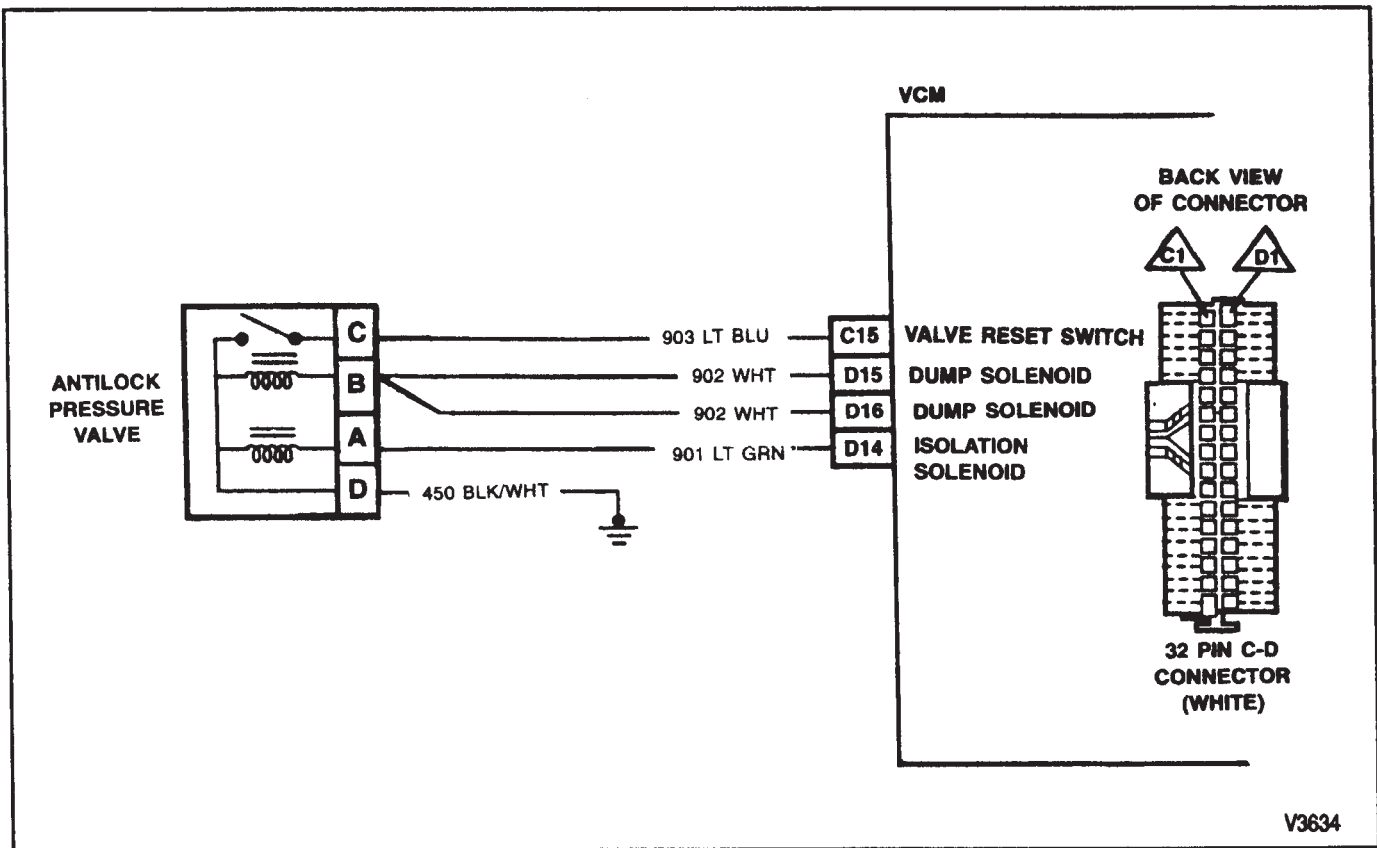 VCM
BACK VIEW
OF CONNECTOR
C1
D1
ANTILOCK
PRESSURE
VALVE
C
B
A
D
903 LT BLU
C15
VALVE RESET SWITCH
902 WHT
D15
DUMP SOLENOID
902 WHT
D16
DUMP SOLENOID
901 LT GRN
D14
ISOLATION
SOLENOID
450 BLK/WHT
32 PIN C-D
CONNECTOR
(WHITE)
V3634